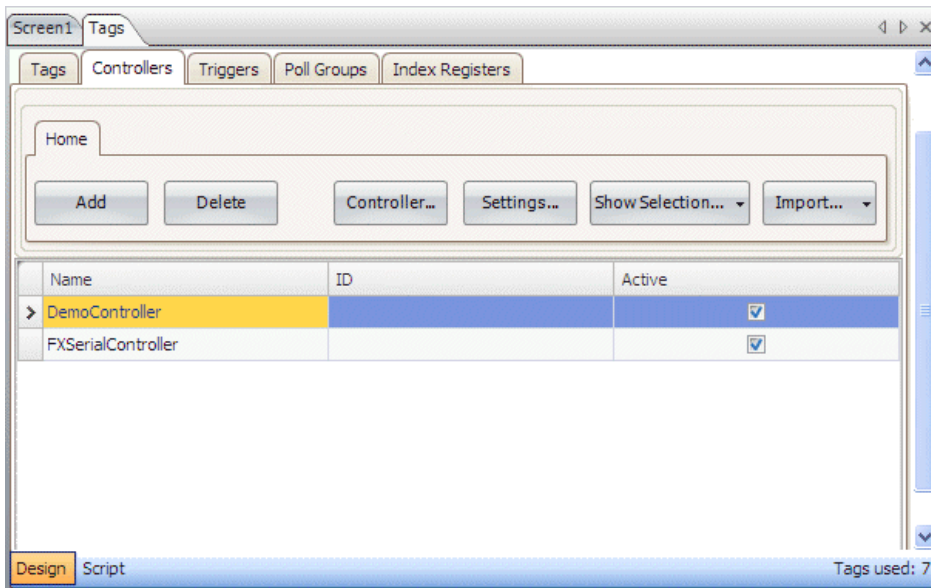 Screen1 Tags
Tags Controllers Triggers Poll Groups Index Registers
Home
Add Delete Controller... Settings... Show Selection... Import...
Name ID Active
DemoController
FXSerialController
Design Script Tags used: 7